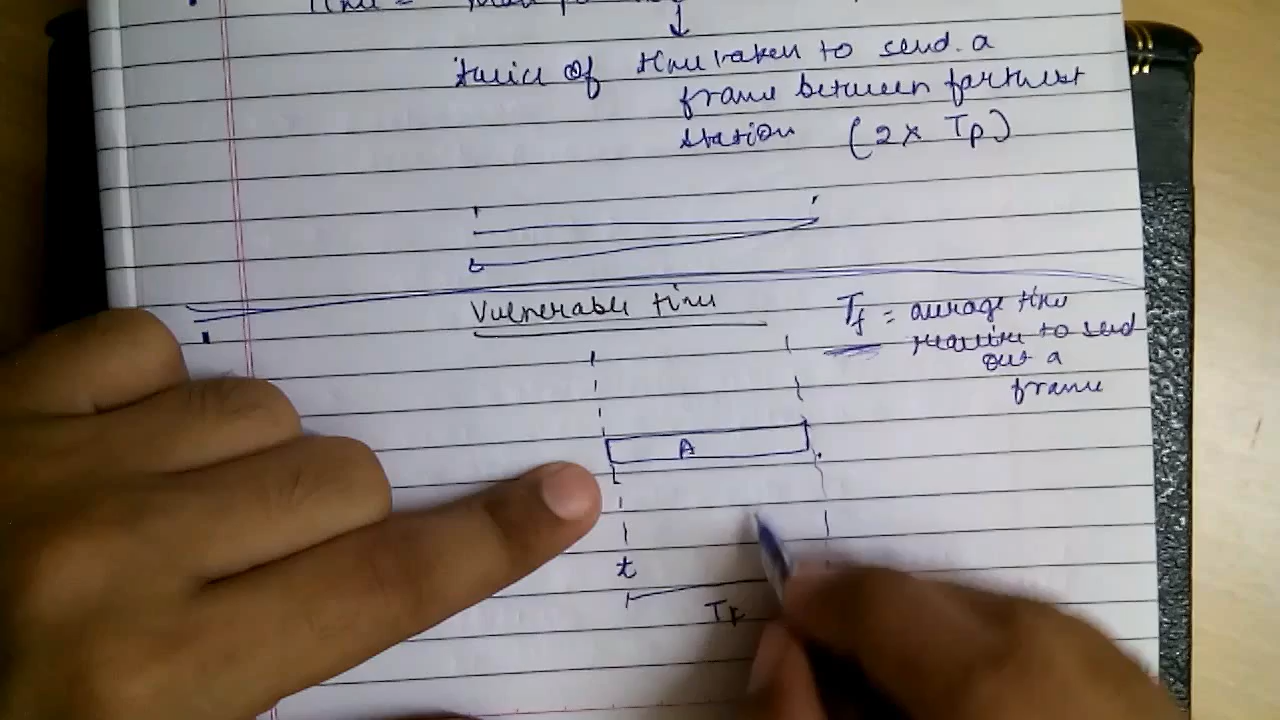 twice of time taken to send a
frame between farthest
station (2 x Tp)
Vulnerable time
Tf = average time
require to send
out a
frame
A
t
Tf